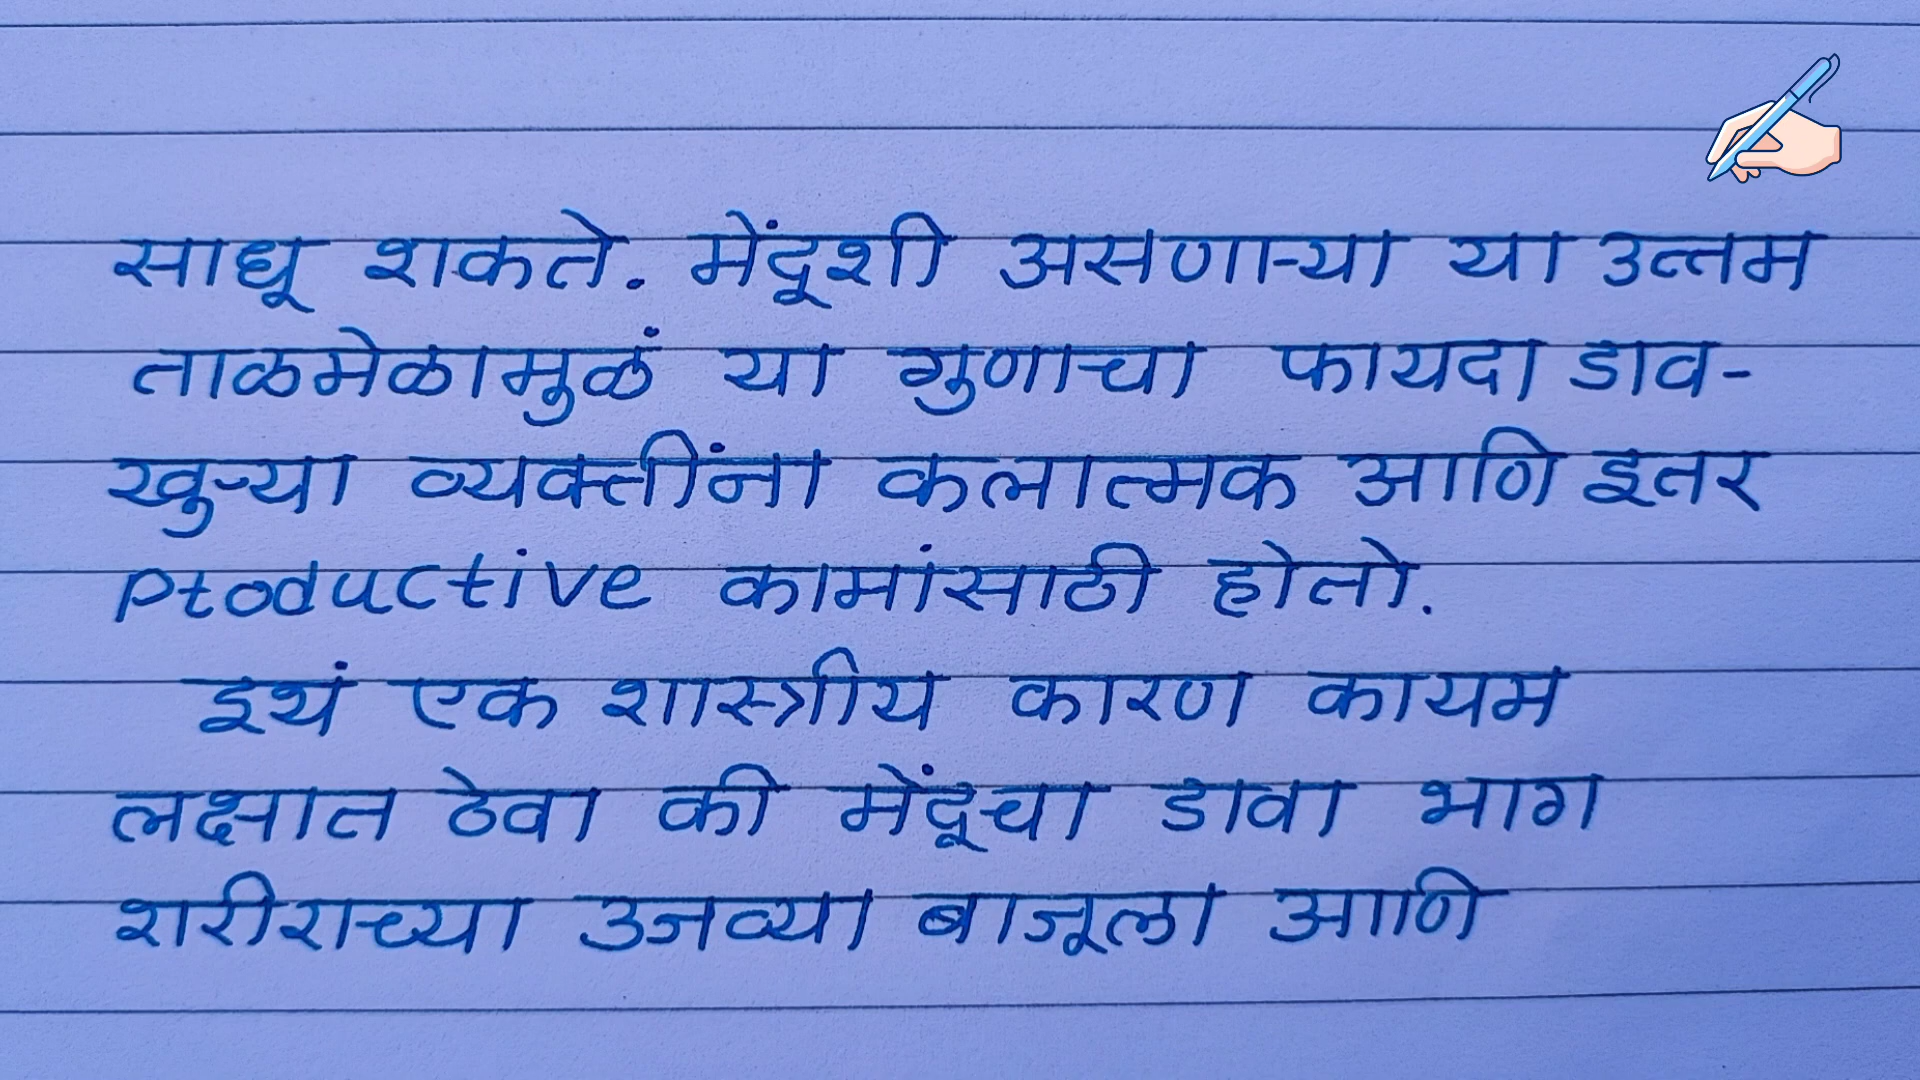 साधू शकते. मेंदूशी असणाऱ्या या उत्तम
ताळमेळामुळं या गुणाचा फायदा डाव-
खुऱ्या व्यक्तींना कलात्मक आणि इतर
productive कामांसाठी होतो.
इथं एक शास्त्रीय कारण कायम
लक्षात ठेवा की मेंदूचा डावा भाग
शरीराच्या उजव्या बाजूला आणि